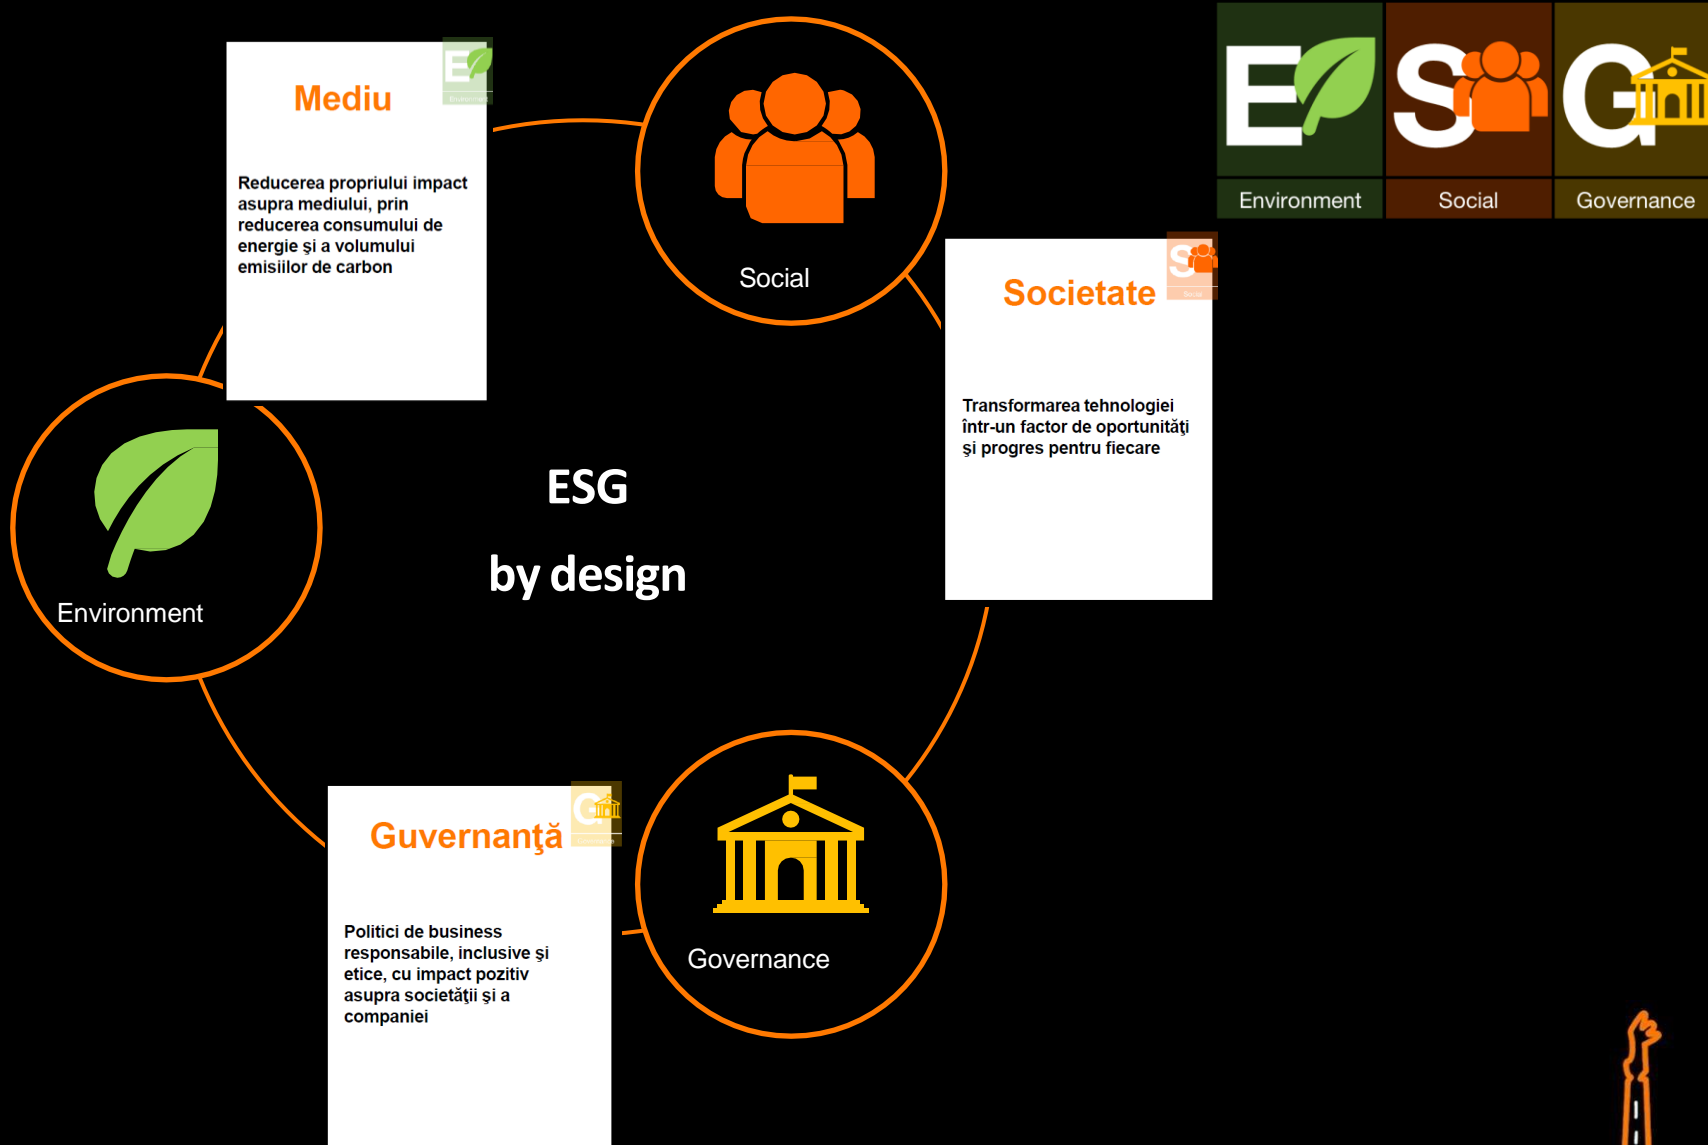 E
S
G
Environment
Social
Governance
Mediu
E
Reducerea propriului impact
asupra mediului, prin
reducerea consumului de
energie şi a volumului
emisiilor de carbon
Social
Societate
S
Transformarea tehnologiei
într-un factor de oportunităţi
şi progres pentru fiecare
ESG
by design
Environment
Guvernanţă
G
Politici de business
responsabile, inclusive şi
etice, cu impact pozitiv
asupra societăţii şi a
companiei
Governance